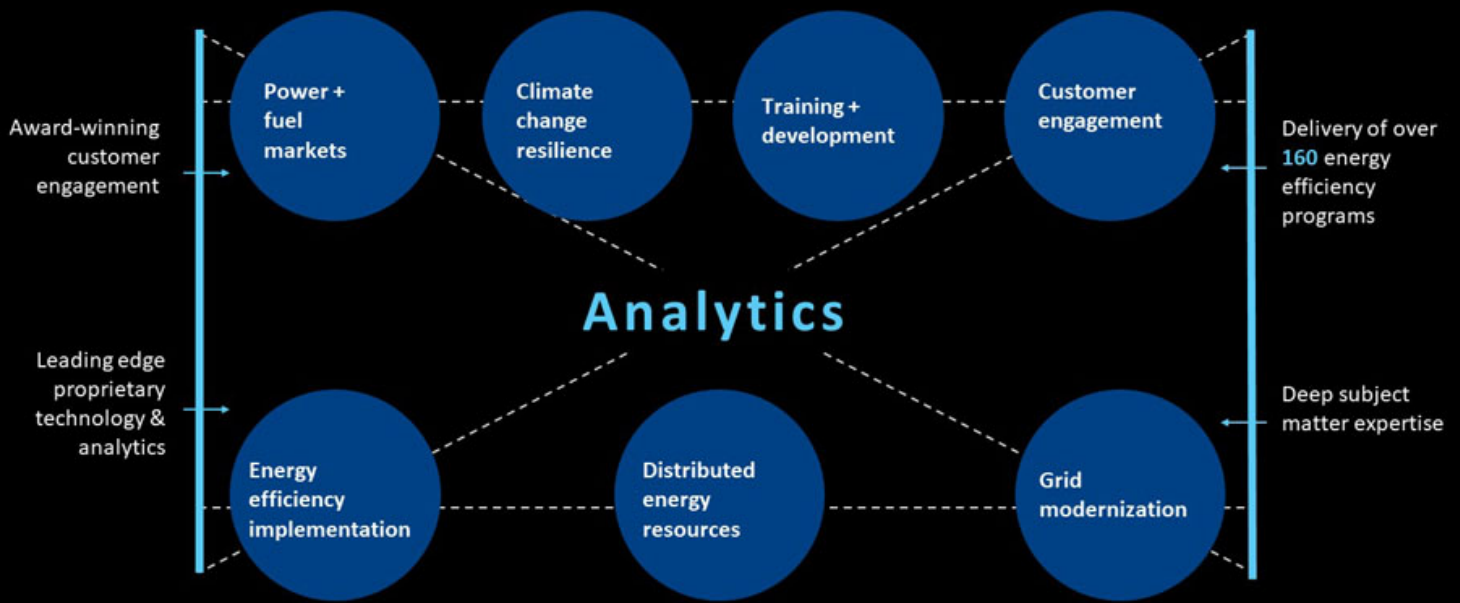 Award-winning
customer
engagement
Leading edge
proprietary
technology &
analytics
Power +
fuel
markets
Climate
change
resilience
Training +
development
Customer
engagement
Analytics
Energy
efficiency
implementation
Distributed
energy
resources
Grid
modernization
Delivery of over
160 energy
efficiency
programs
Deep subject
matter expertise